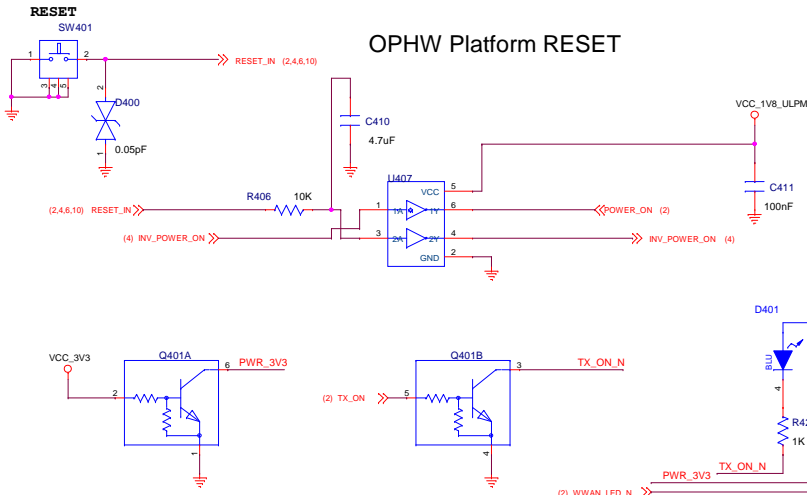 RESET
SW401
OPHW Platform RESET
1
2
RESET_IN (2,4,6,10)
3
4
5
2
D400
0.05pF
1
C410
4.7uF
VCC_1V8_ULPM
C411
100nF
U407
VCC
5
R406
10K
(2,4,6,10) RESET_IN
1
1A
1Y
6
POWER_ON (2)
(4) INV_POWER_ON
3
2A
2Y
4
INV_POWER_ON (4)
GND
2
D401
BLU
4
VCC_3V3
Q401A
6
PWR_3V3
2
1
Q401B
3
TX_ON_N
(2) TX_ON
5
4
1K
TX_ON_N
PWR_3V3
(2) WWAN_LED_N